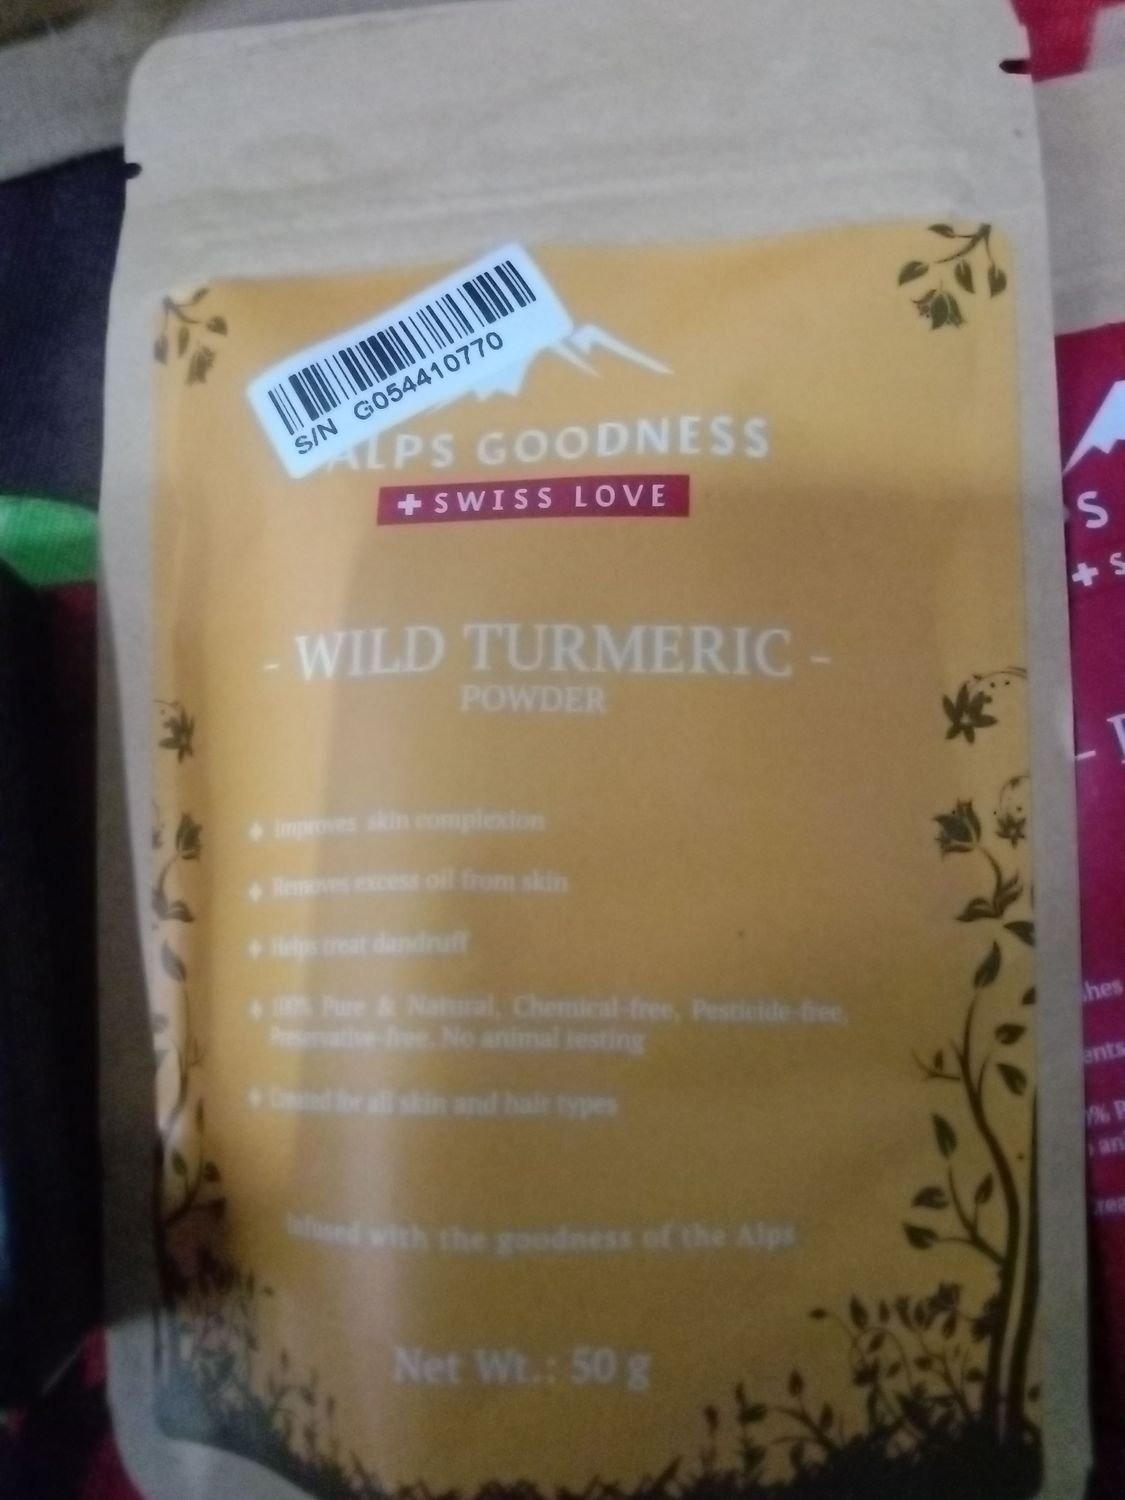 S/N G054410770
ALPS GOODNESS
+ SWISS LOVE
- WILD TURMERIC -
POWDER
Improves skin complexion
Removes excess oil from skin
Helps treat dandruff
100% Pure & Natural, Chemical-free, Pesticide-free,
Preservative-free. No animal testing
Created for all skin and hair types
Infused with the goodness of the Alps
Net Wt.: 50 g
S
+ S